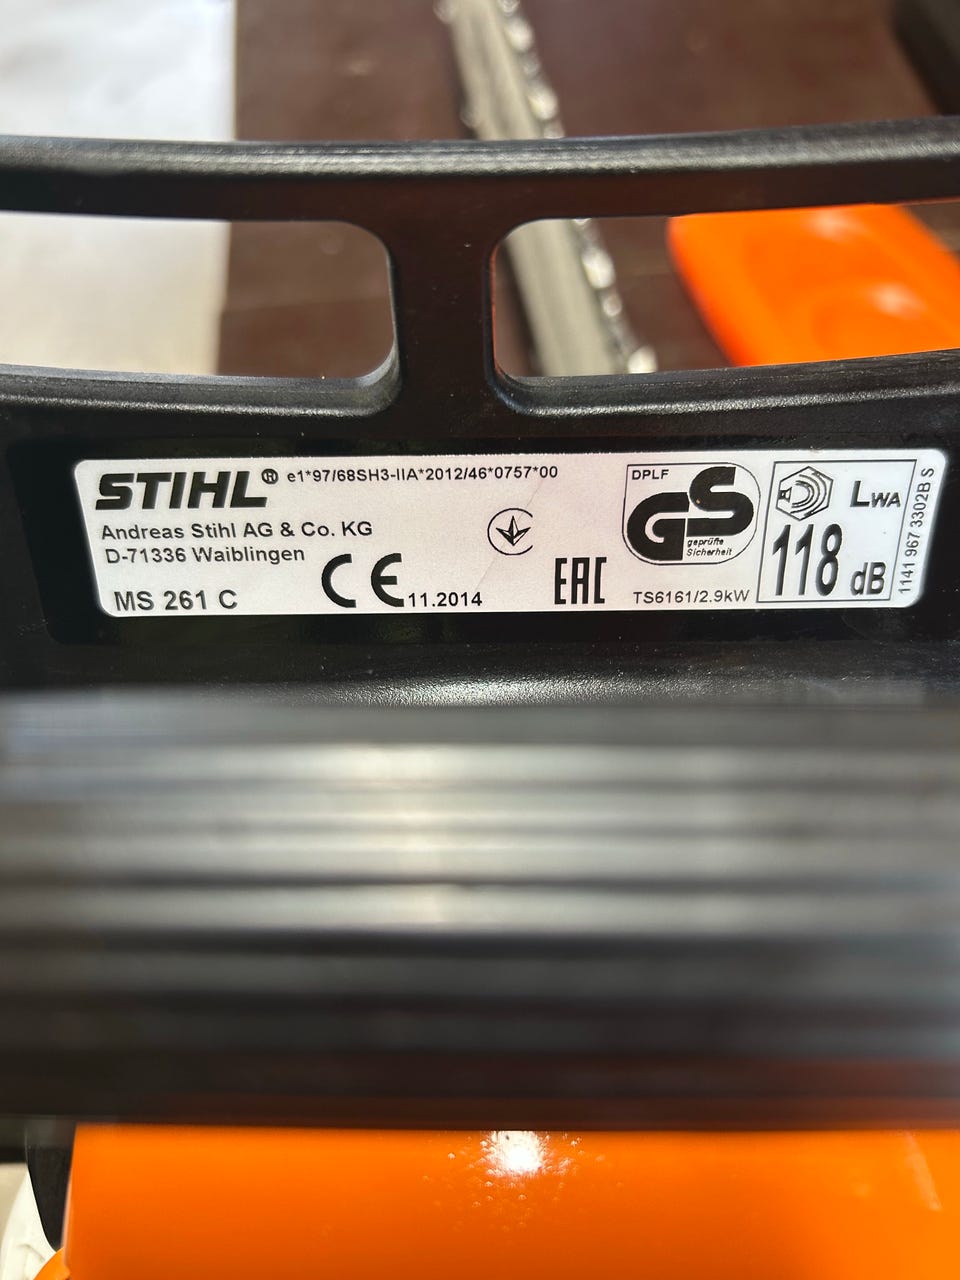 STIHL® e1*97/68SH3-IIA*2012/46*0757*00
Andreas Stihl AG & Co. KG
D-71336 Waiblingen
MS 261 C
CE 11.2014
EAC
DPLF
GS
geprüfte
Sicherheit
TS6161/2.9kW
LWA
118 dB
1141 967 3302B S